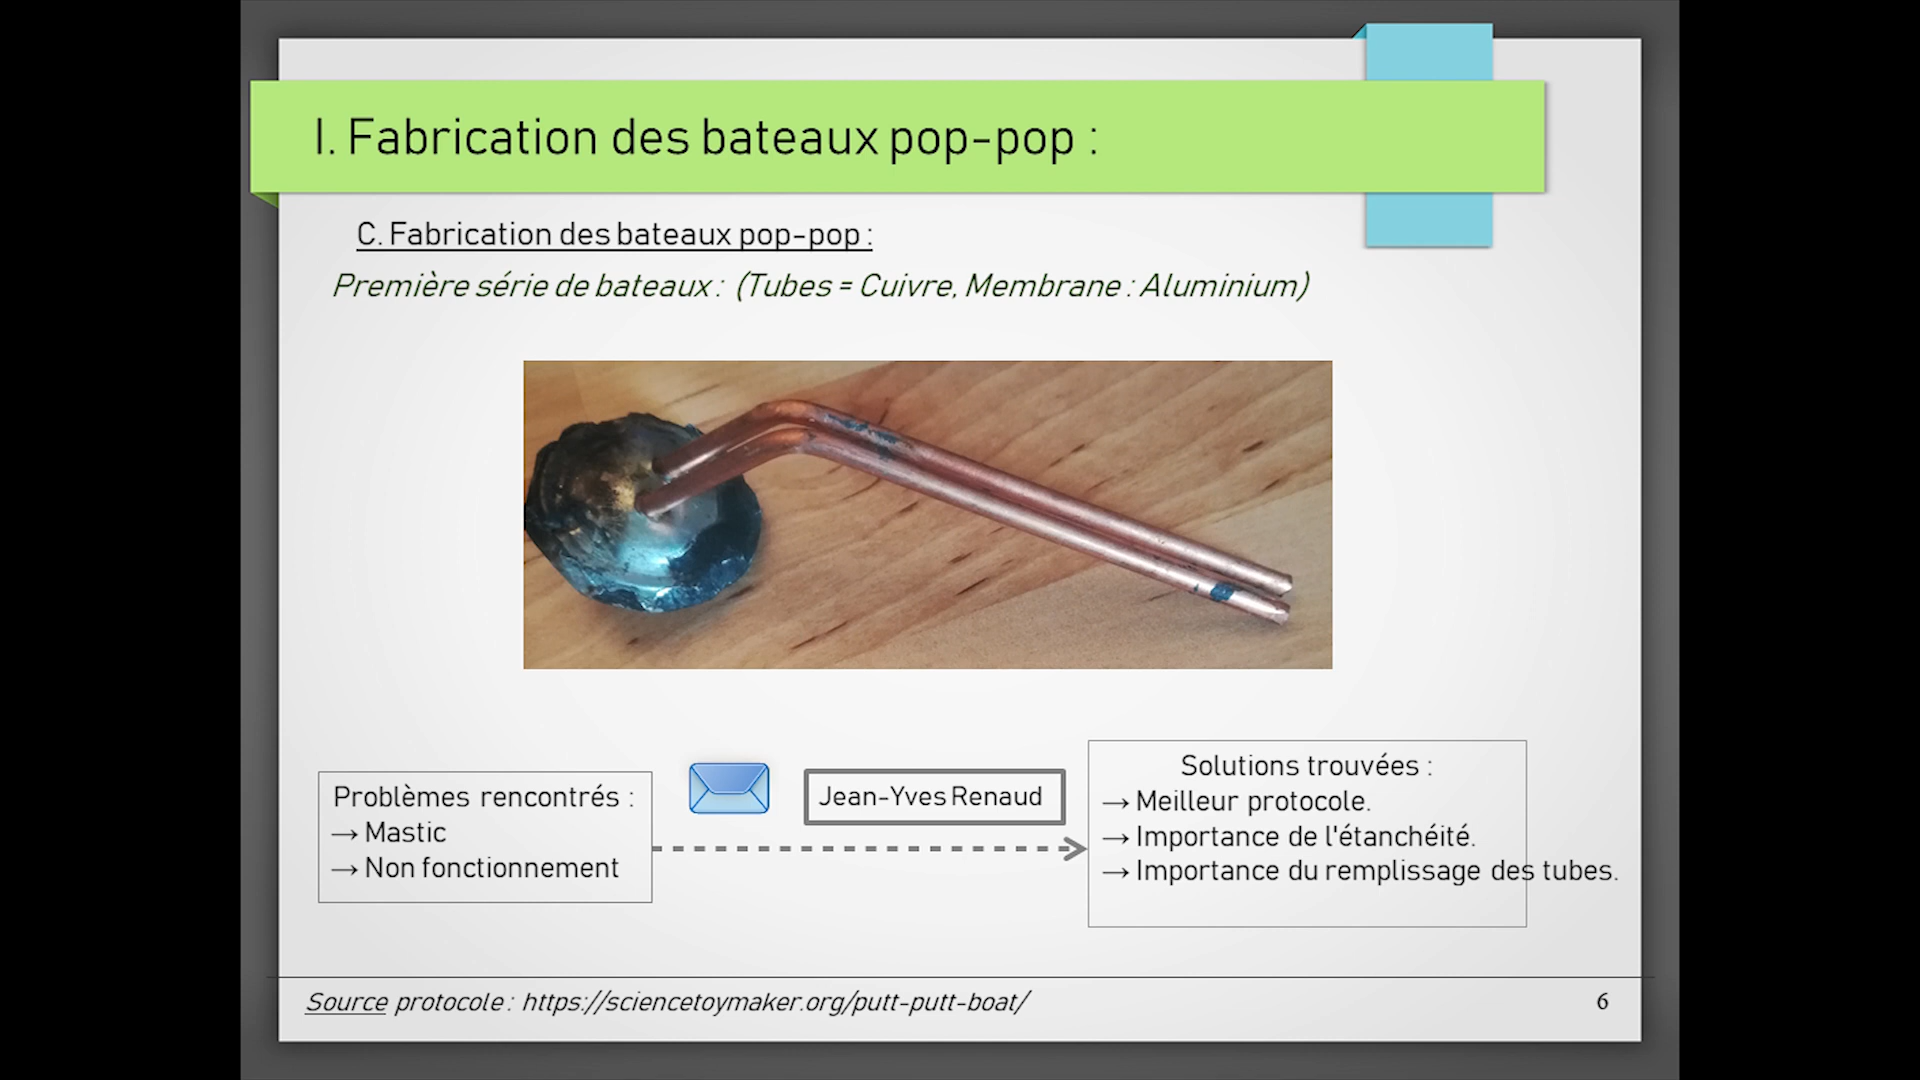 I. Fabrication des bateaux pop-pop :
C. Fabrication des bateaux pop-pop :
Première série de bateaux : (Tubes = Cuivre, Membrane : Aluminium)
Problèmes rencontrés :
→ Mastic
→ Non fonctionnement
Jean-Yves Renaud
Solutions trouvées :
→ Meilleur protocole.
→ Importance de l'étanchéité.
→ Importance du remplissage des tubes.
Source protocole : https://sciencetoymaker.org/putt-putt-boat/
6